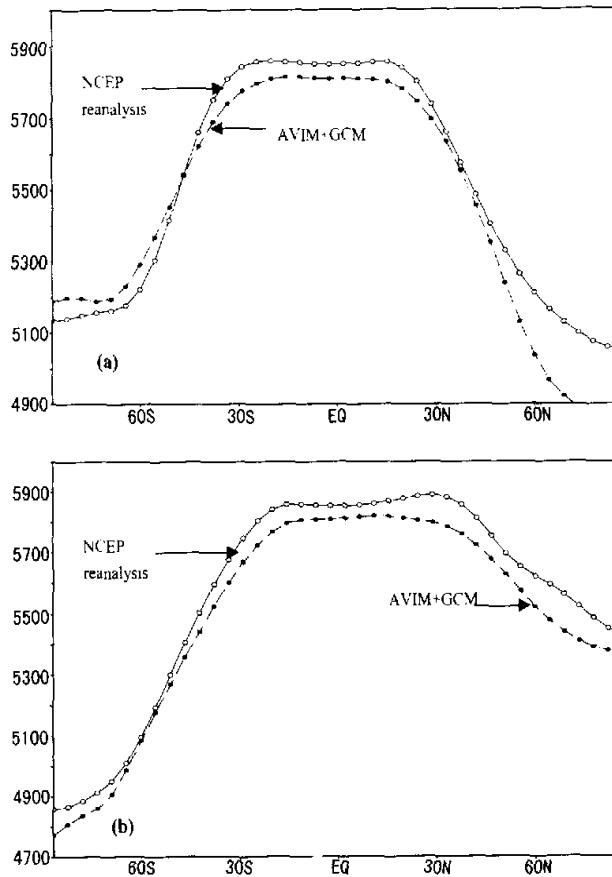 5900
NCEP
reanalysis
5700
AVIM+GCM
5500
5300
5100
(a)
4900
60S 30S EQ 30N 60N
5900
NCEP
reanalysis
5700
AVIM+GCM
5500
5300
5100
4900
(b)
4700
60S 30S EQ 30N 60N